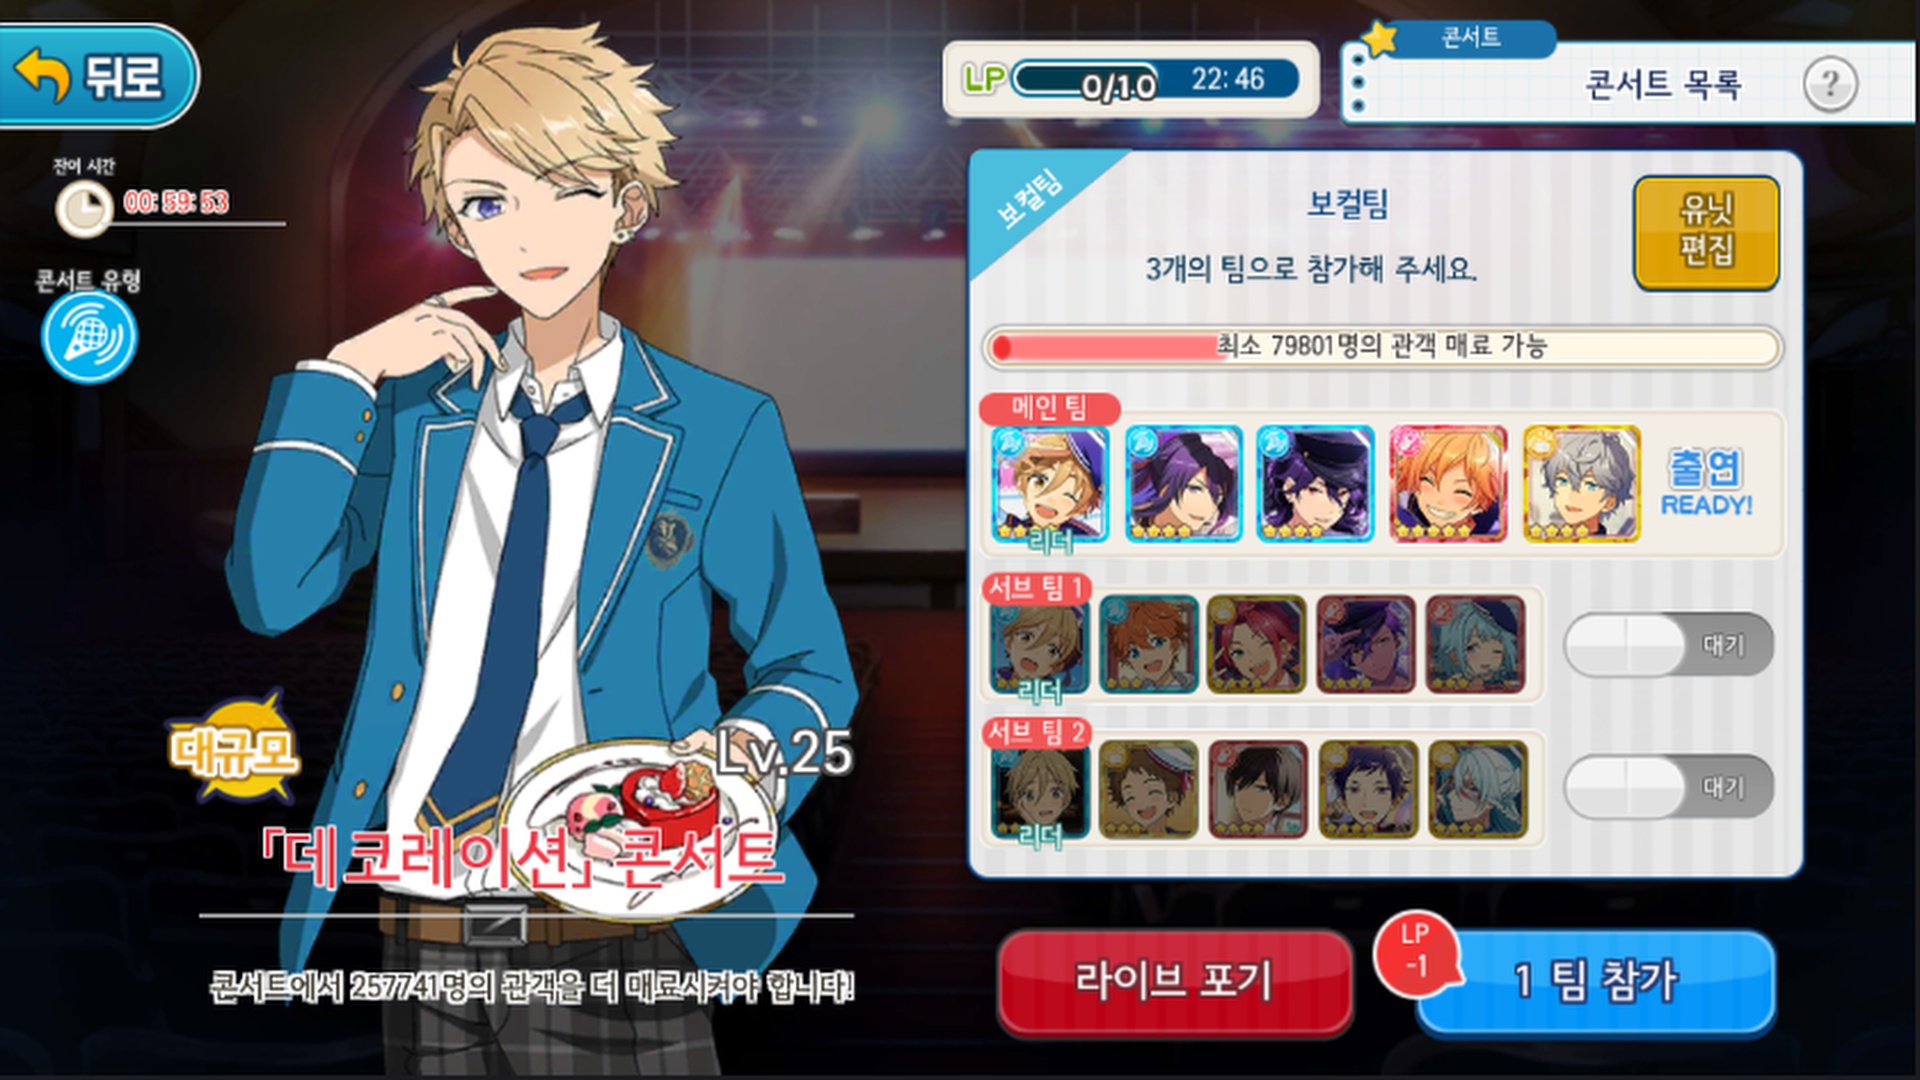 뒤로
LP
0/10
22:46
콘서트
콘서트 목록
?
잔여 시간
00:59:53
콘서트 유형
대규모
Lv.25
「데코레이션」 콘서트
콘서트에서 257741명의 관객을 더 매료시켜야 합니다!
보컬팀
보컬팀
3개의 팀으로 참가해 주세요.
유닛
편집
최소 79801명의 관객 매료 가능
메인 팀
리더
출연
READY!
서브 팀 1
리더
대기
서브 팀 2
리더
대기
라이브 포기
LP
-1
1 팀 참가